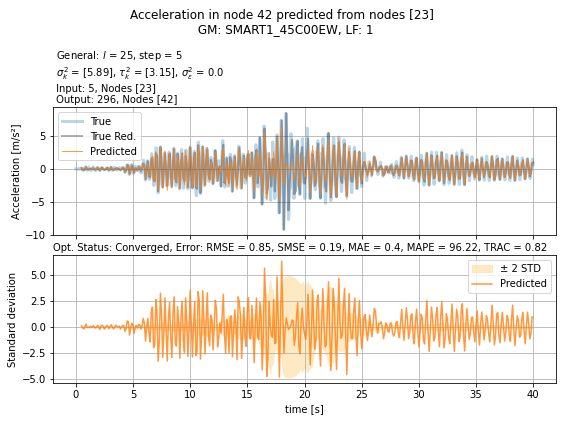 Acceleration in node 42 predicted from nodes [23]
GM: SMART1_45C00EW, LF: 1
General: l = 25, step = 5
σ²ₖ = [5.89], τ²ₖ = [3.15], σ²ε = 0.0
Input: 5, Nodes [23]
Output: 296, Nodes [42]
True
True Red.
Predicted
Acceleration [m/s²]
5
0
−5
−10
Opt. Status: Converged, Error: RMSE = 0.85, SMSE = 0.19, MAE = 0.4, MAPE = 96.22, TRAC = 0.82
± 2 STD
Predicted
Standard deviation
5.0
2.5
0.0
−2.5
−5.0
0 5 10 15 20 25 30 35 40
time [s]